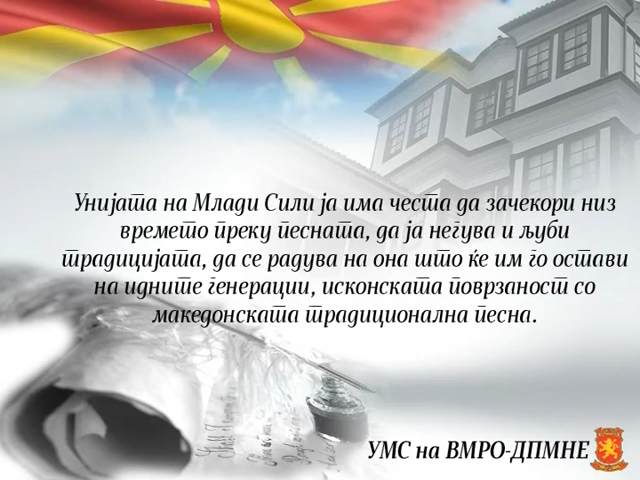 Унијата на Млади Сили ја има честа да зачекори низ
времето преку песната, да ја негува и љуби
традицијата, да се радува на она што ќе им го остави
на идните генерации, исконската поврзаност со
македонската традиционална песна.
УМС на ВМРО-ДПМНЕ